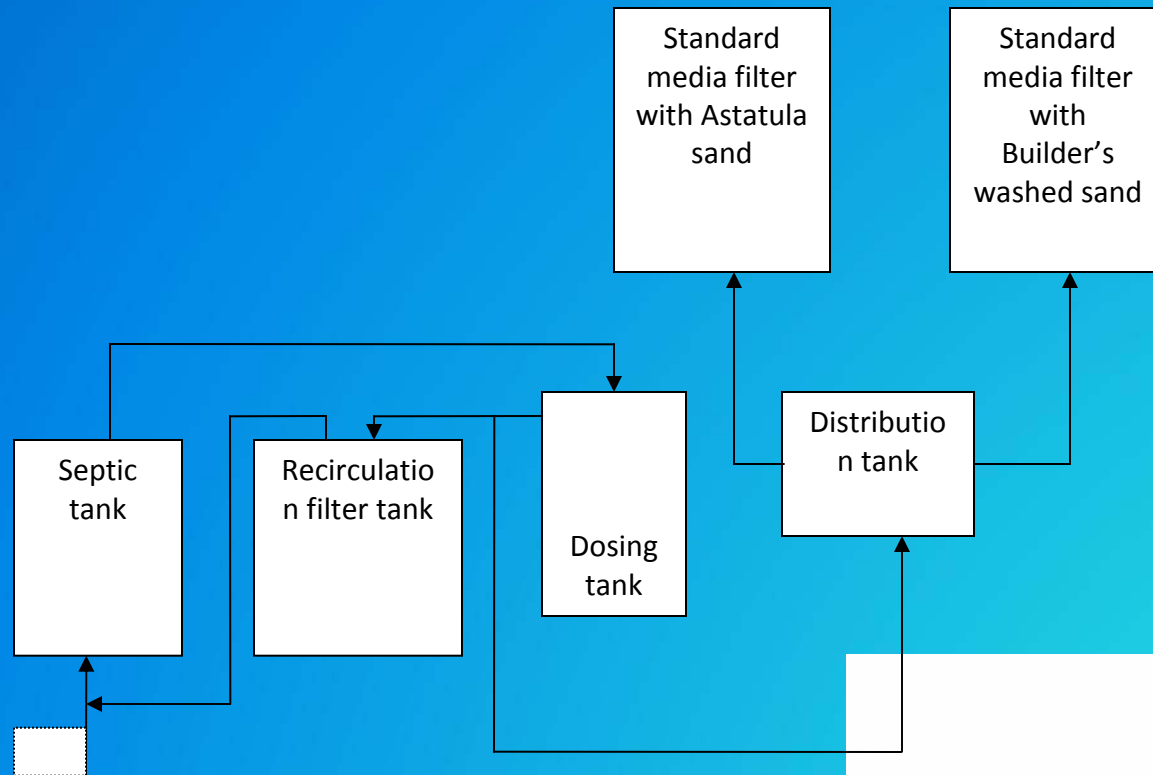 Standard
media filter
with Astatula
sand
Standard
media filter
with
Builder’s
washed sand
Septic
tank
Recirculatio
n filter tank
Dosing
tank
Distributio
n tank